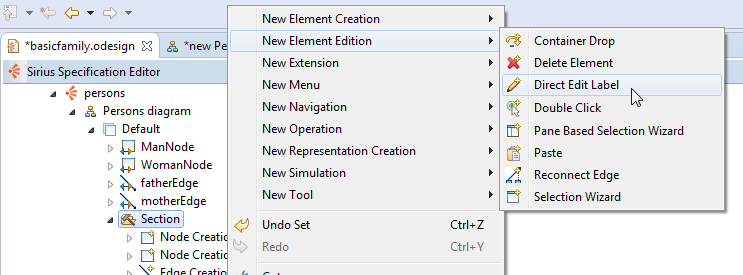 *basicfamily.odesign
*new Pe
Sirius Specification Editor
persons
Persons diagram
Default
ManNode
WomanNode
fatherEdge
motherEdge
Section
Node Creatio
Node Creatio
Edge Creatio
New Element Creation
New Element Edition
New Extension
New Menu
New Navigation
New Operation
New Representation Creation
New Simulation
New Tool
Undo Set Ctrl+Z
Redo Ctrl+Y
Container Drop
Delete Element
Direct Edit Label
Double Click
Pane Based Selection Wizard
Paste
Reconnect Edge
Selection Wizard